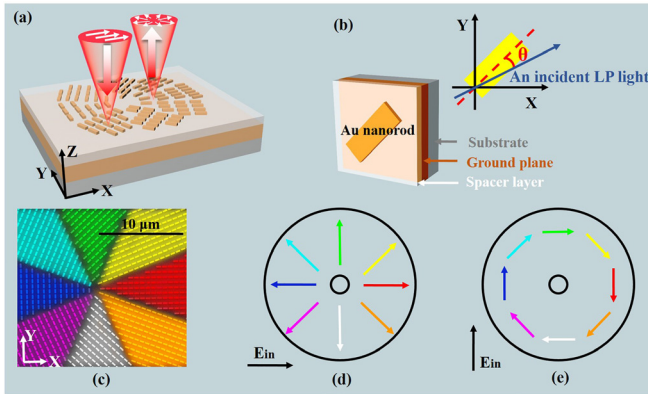 (a)
Z
Y
X
(b)
Y
θ
An incident LP light
X
Au nanorod
Substrate
Ground plane
Spacer layer
10 μm
Y
X
(c)
Ein
(d)
Ein
(e)